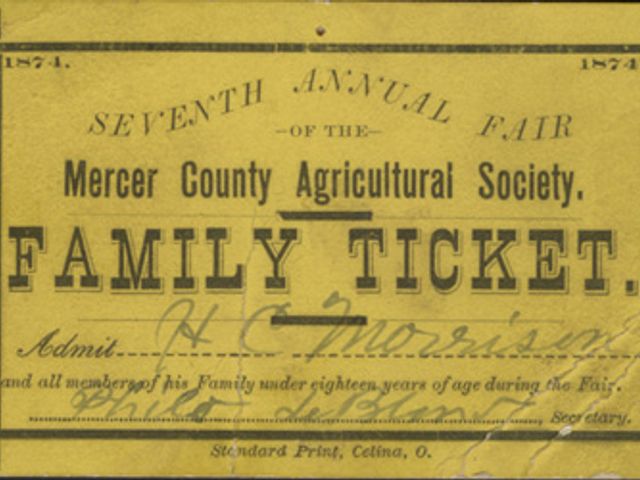 1874. 1874
SEVENTH ANNUAL FAIR
-OF THE-
Mercer County Agricultural Society.
FAMILY TICKET.
Admit H C Morrison
and all members of his Family under eighteen years of age during the Fair.
Philo , Secretary.
Standard Print, Celina, O.